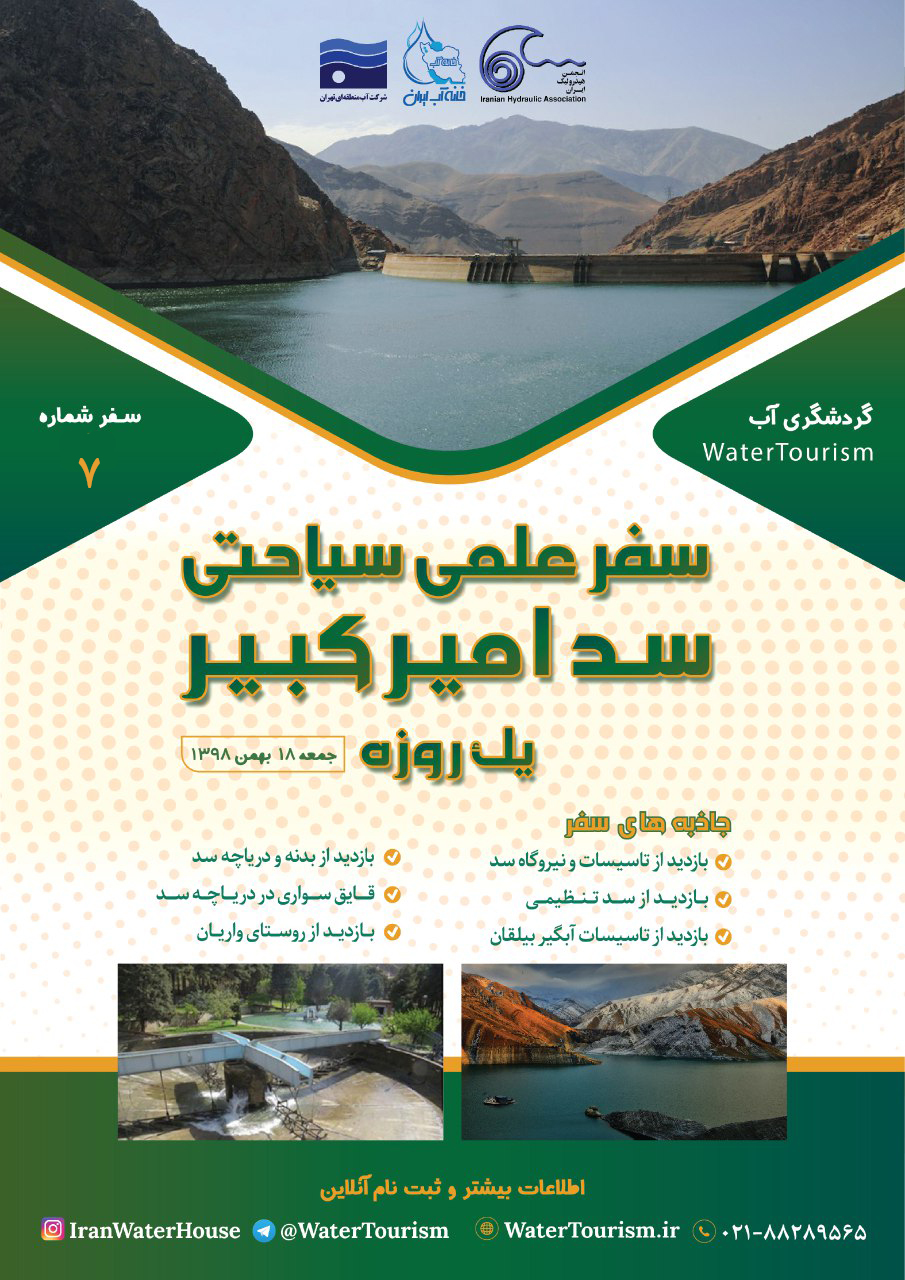 انجمن
هیدرولیک
ایران
Iranian Hydraulic Association
خانه آب ایران
شرکت آب منطقه‌ای تهران
گردشگری آب
WaterTourism
سفر شماره
۷
سفر علمی سیاحتی
سد امیرکبیر
یک روزه
جمعه ۱۸ بهمن ۱۳۹۸
جاذبه های سفر
بازدید از تاسیسات و نیروگاه سد
بازدید از سد تنظیمی
بازدید از تاسیسات آبگیر بیلقان
بازدید از بدنه و دریاچه سد
قایق سواری در دریاچه سد
بازدید از روستای واریان
اطلاعات بیشتر و ثبت نام آنلاین
۰۲۱-۸۸۲۸۹۵۶۵
WaterTourism.ir
@WaterTourism
IranWaterHouse